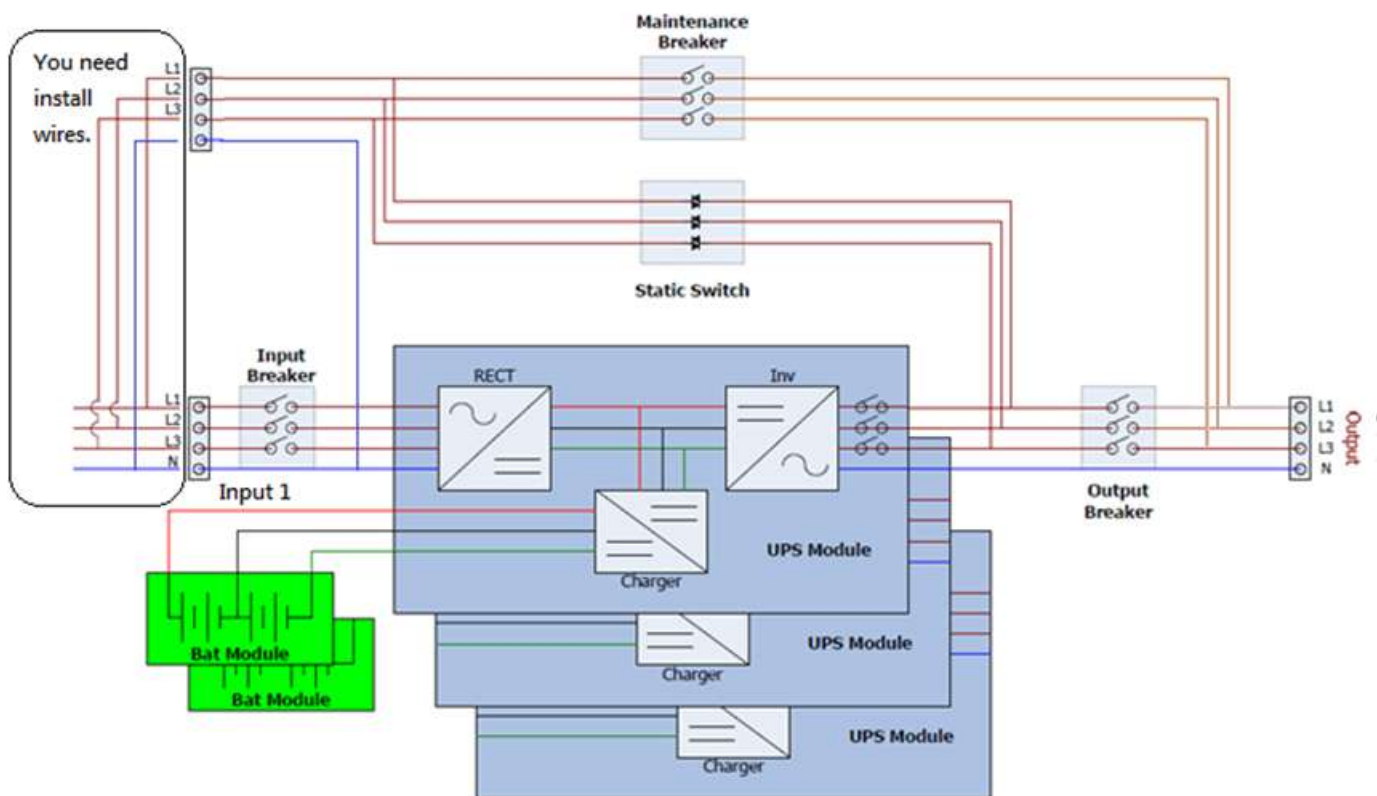 Maintenance
Breaker
You need
install
wires.
L1
L2
L3
Static Switch
Input
Breaker
RECT
Inv
L1
L2
L3
N
Input 1
L1
L2
L3
N
Output
Output
Breaker
Charger
UPS Module
Bat Module
Charger
UPS Module
Bat Module
Charger
UPS Module